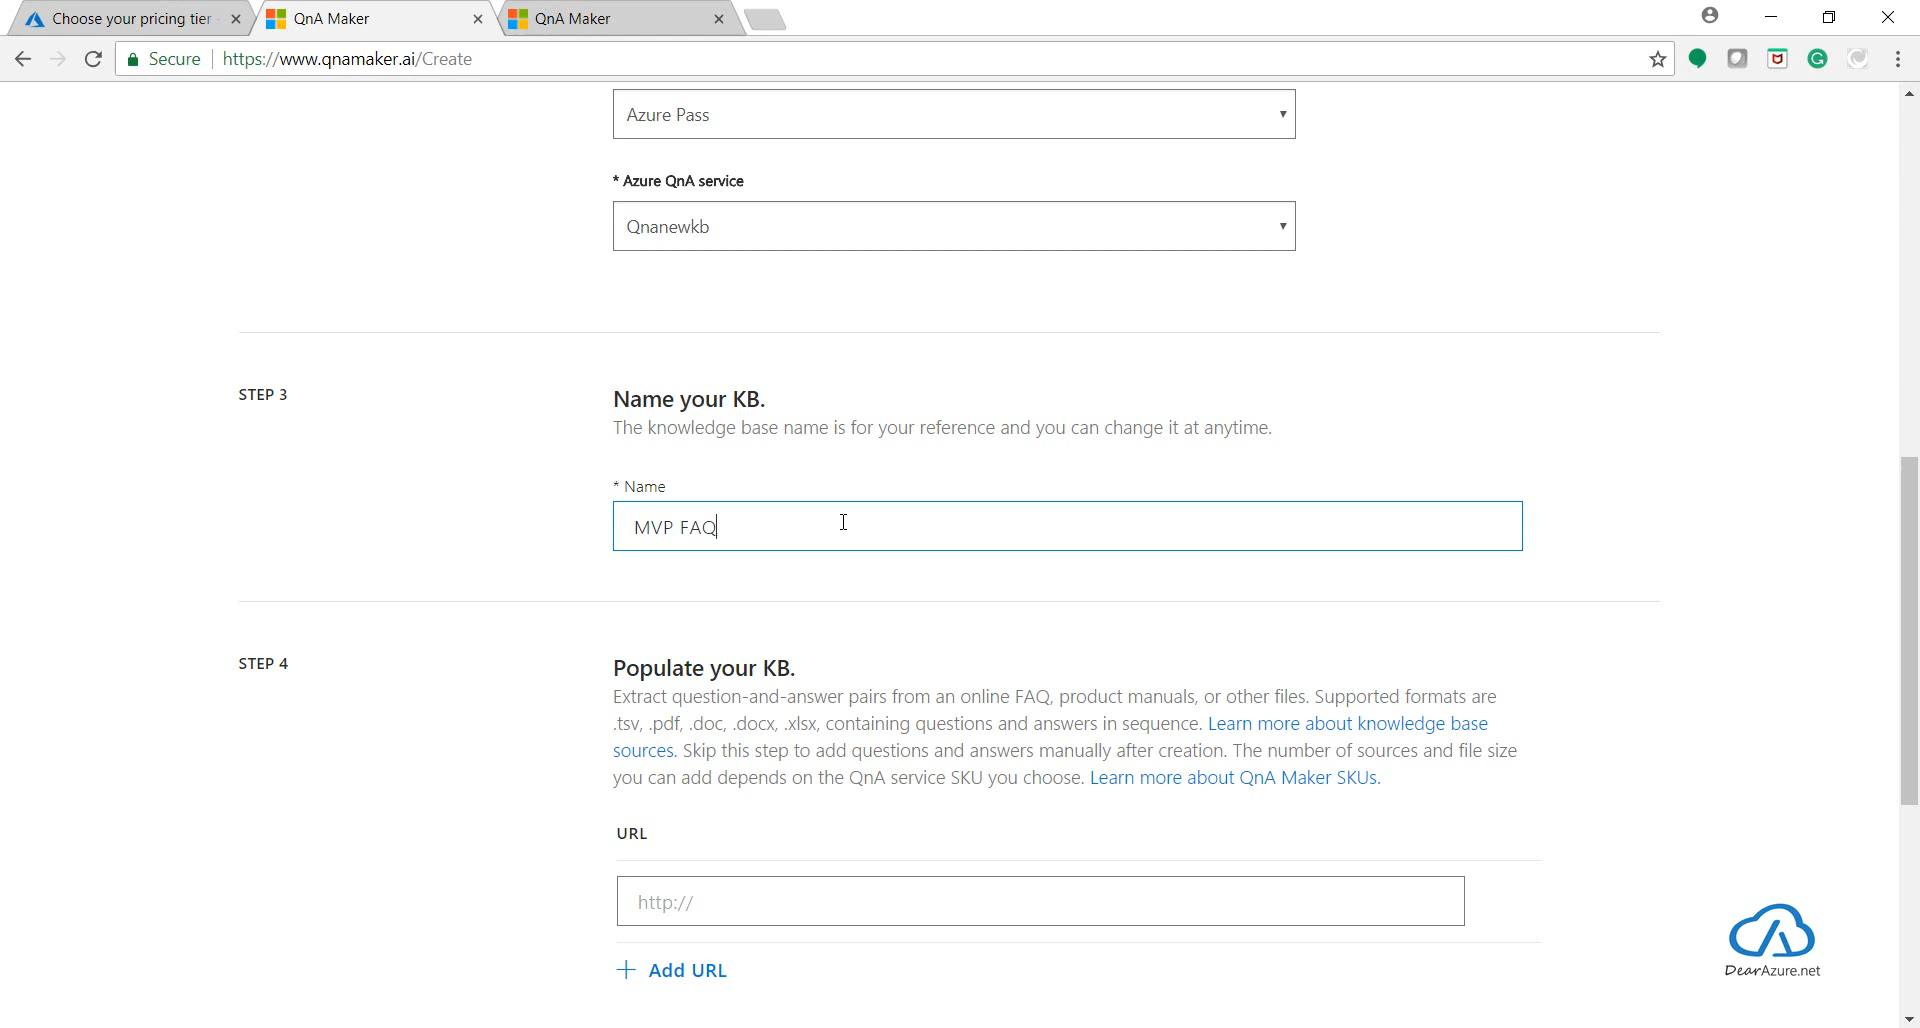 Choose your pricing tier
QnA Maker
QnA Maker
Secure
https://www.qnamaker.ai/Create
Azure Pass
* Azure QnA service
Qnanewkb
STEP 3
Name your KB.
The knowledge base name is for your reference and you can change it at anytime.
* Name
MVP FAQ
STEP 4
Populate your KB.
Extract question-and-answer pairs from an online FAQ, product manuals, or other files. Supported formats are
.tsv, .pdf, .doc, .docx, .xlsx, containing questions and answers in sequence. Learn more about knowledge base
sources. Skip this step to add questions and answers manually after creation. The number of sources and file size
you can add depends on the QnA service SKU you choose. Learn more about QnA Maker SKUs.
URL
http://
+ Add URL
DearAzure.net